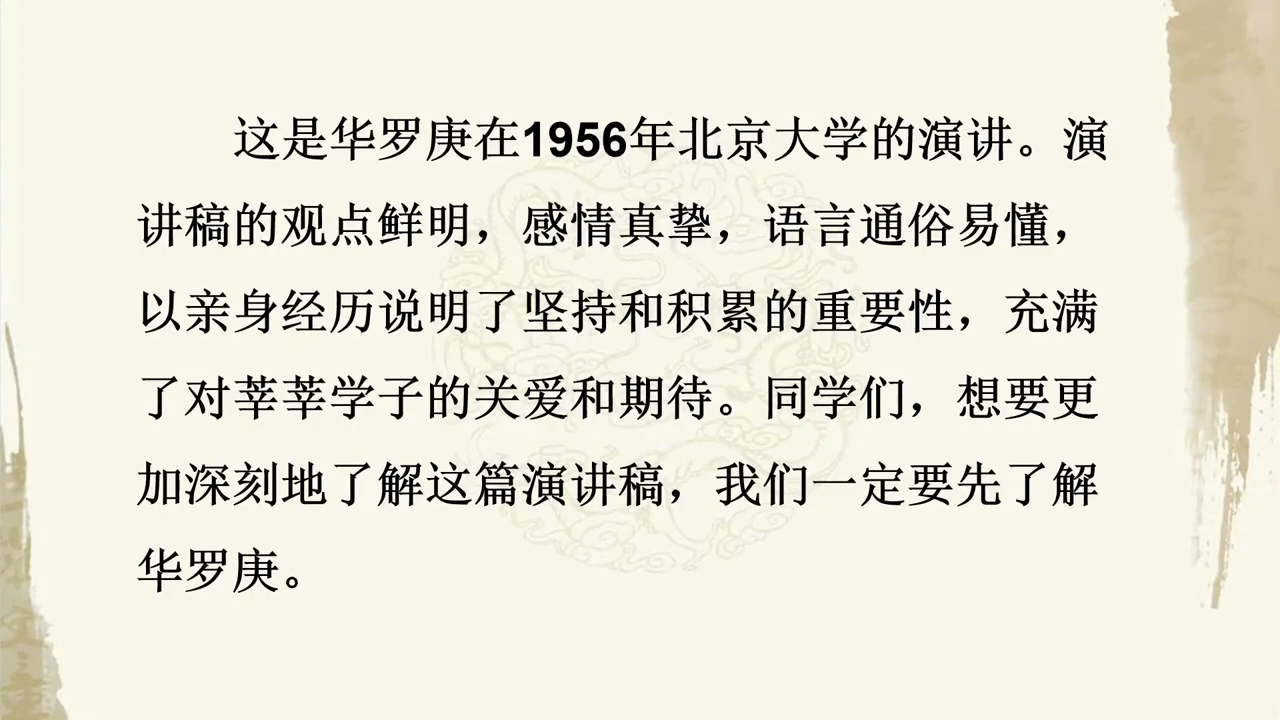 这是华罗庚在1956年北京大学的演讲。演
讲稿的观点鲜明，感情真挚，语言通俗易懂，
以亲身经历说明了坚持和积累的重要性，充满
了对莘莘学子的关爱和期待。同学们，想要更
加深刻地了解这篇演讲稿，我们一定要先了解
华罗庚。